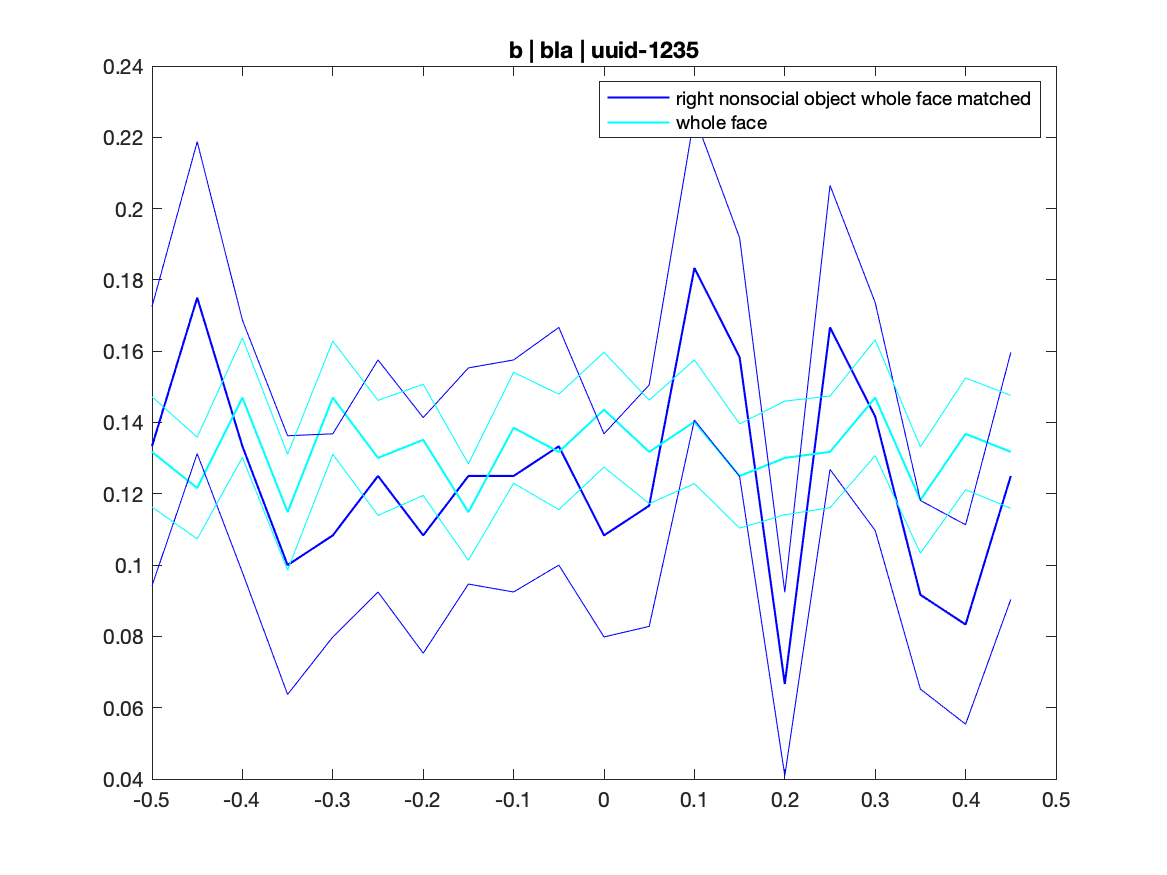 b | bla | uuid-1235
right nonsocial object whole face matched
whole face
0.24
0.22
0.2
0.18
0.16
0.14
0.12
0.1
0.08
0.06
0.04
-0.5 -0.4 -0.3 -0.2 -0.1 0 0.1 0.2 0.3 0.4 0.5